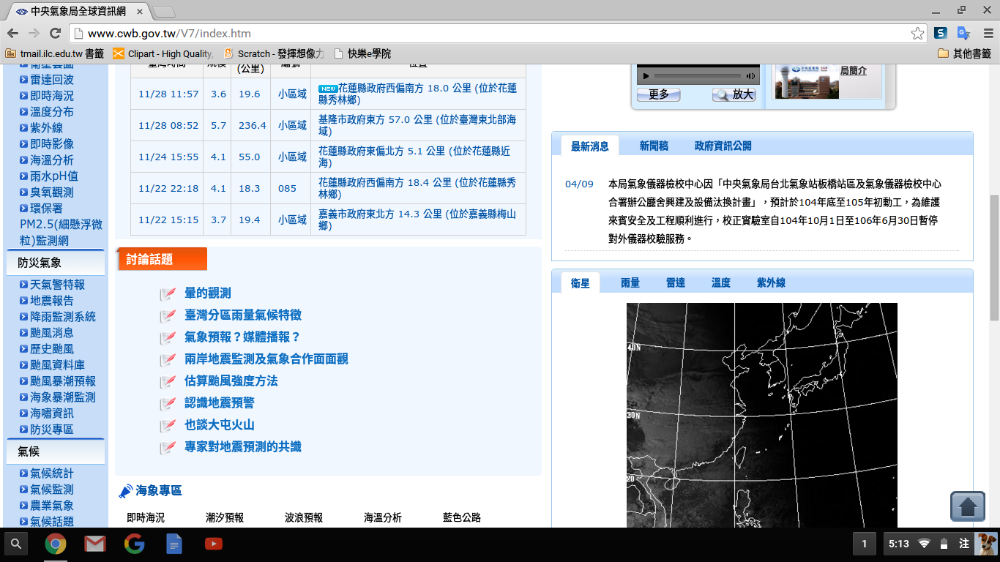 中央氣象局全球資訊網
www.cwb.gov.tw/V7/index.htm
tmail.ilc.edu.tw 書籤
Clipart - High Quality,
Scratch - 發揮想像力
快樂e學院
其他書籤
衛星雲圖
雷達回波
即時海況
溫度分布
紫外線
即時影像
海溫分析
雨水pH值
臭氧觀測
環保署
PM2.5(細懸浮微
粒)監測網
防災氣象
天氣警特報
地震報告
降雨監測系統
颱風消息
歷史颱風
颱風資料庫
颱風暴潮預報
海象暴潮監測
海嘯資訊
防災專區
氣候
氣候統計
氣候監測
農業氣象
氣候話題
臺灣時間 規模 (公里) 編號 位置
11/28 11:57 3.6 19.6 小區域 NEW花蓮縣政府西偏南方 18.0 公里 (位於花蓮
縣秀林鄉)
11/28 08:52 5.7 236.4 小區域 基隆市政府東方 57.0 公里 (位於臺灣東北部海
域)
11/24 15:55 4.1 55.0 小區域 花蓮縣政府東偏北方 5.1 公里 (位於花蓮縣近
海)
11/22 22:18 4.1 18.3 085 花蓮縣政府西偏南方 18.4 公里 (位於花蓮縣秀
林鄉)
11/22 15:15 3.7 19.4 小區域 嘉義市政府東北方 14.3 公里 (位於嘉義縣梅山
鄉)
討論話題
暈的觀測
臺灣分區雨量氣候特徵
氣象預報？媒體播報？
兩岸地震監測及氣象合作面面觀
估算颱風強度方法
認識地震預警
也談大屯火山
專家對地震預測的共識
海象專區
即時海況 潮汐預報 波浪預報 海溫分析 藍色公路
更多 放大
局簡介
最新消息 新聞稿 政府資訊公開
04/09 本局氣象儀器檢校中心因「中央氣象局台北氣象站板橋站區及氣象儀器檢校中心
合署辦公廳舍興建及設備汰換計畫」，預計於104年底至105年初動工，為維護
來賓安全及工程順利進行，校正實驗室自104年10月1日至106年6月30日暫停
對外儀器校驗服務。
衛星 雨量 雷達 溫度 紫外線
40N
30N
20
1
5:13
注